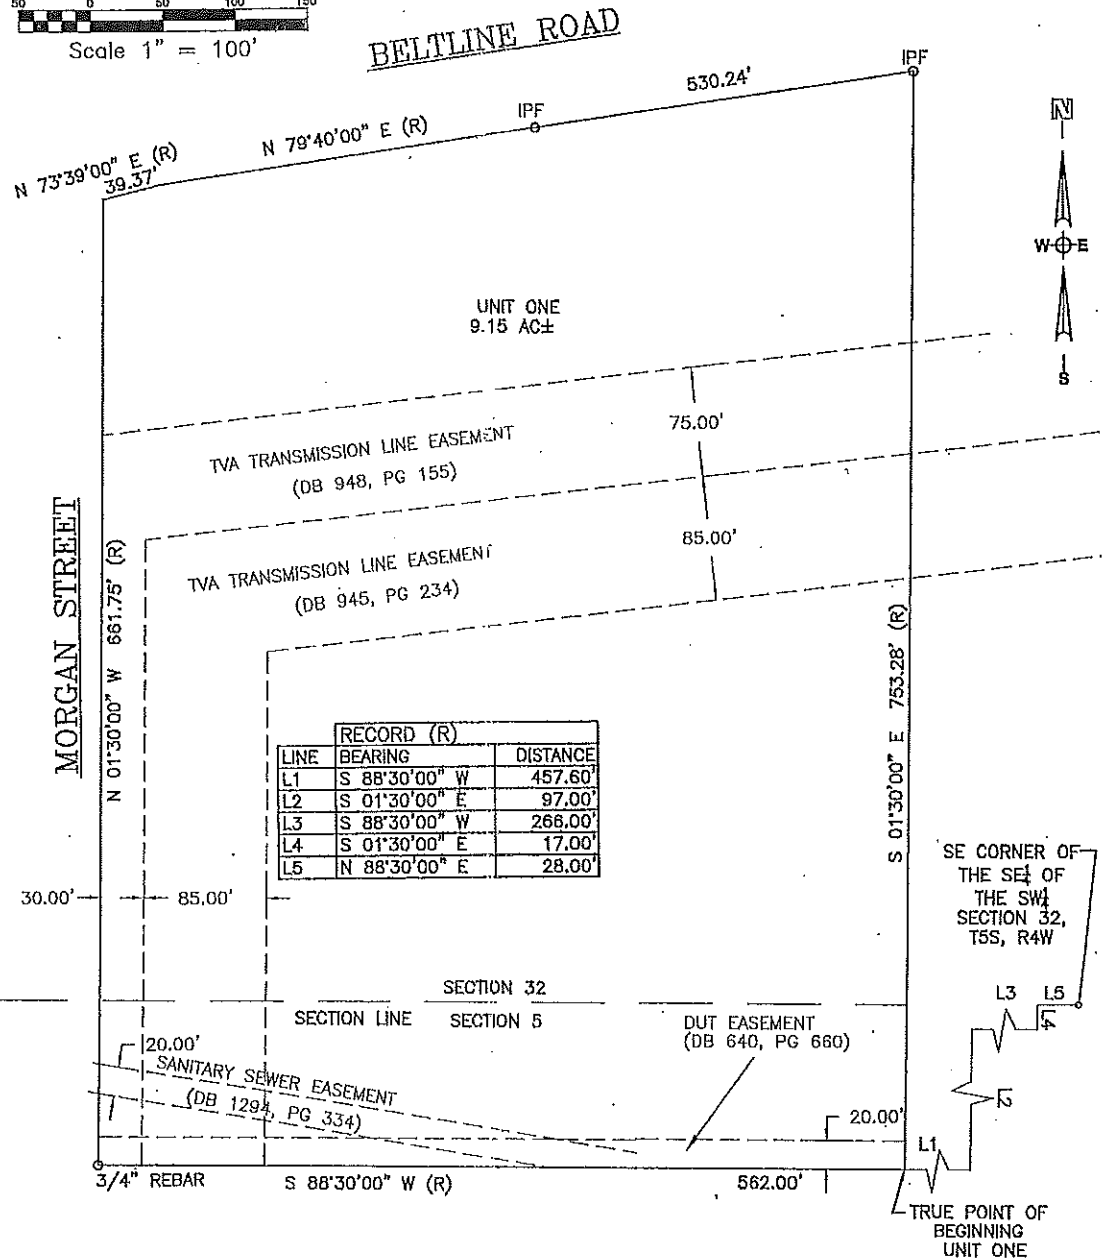 50 0 50 100 150
Scale 1" = 100'
BELTLINE ROAD
IPF
530.24'
IPF
N 79°40'00" E (R)
N 73°39'00" E (R)
39.37'
N
W E
S
UNIT ONE
9.15 AC±
75.00'
TVA TRANSMISSION LINE EASEMENT
(DB 948, PG 155)
85.00'
TVA TRANSMISSION LINE EASEMENT
(DB 945, PG 234)
MORGAN STREET
N 01°30'00" W 661.75' (R)
S 01°30'00" E 753.28' (R)
RECORD (R)
LINE BEARING DISTANCE
L1 S 88°30'00" W 457.60'
L2 S 01°30'00" E 97.00'
L3 S 88°30'00" W 266.00'
L4 S 01°30'00" E 17.00'
L5 N 88°30'00" E 28.00'
30.00'
85.00'
SE CORNER OF
THE SE¼ OF
THE SW¼
SECTION 32,
T5S, R4W
L3 L5
L4
L2
L1
SECTION 32
SECTION LINE SECTION 5
DUT EASEMENT
(DB 640, PG 660)
20.00'
SANITARY SEWER EASEMENT
(DB 1294, PG 334)
20.00'
3/4" REBAR
S 88°30'00" W (R)
562.00'
TRUE POINT OF
BEGINNING
UNIT ONE